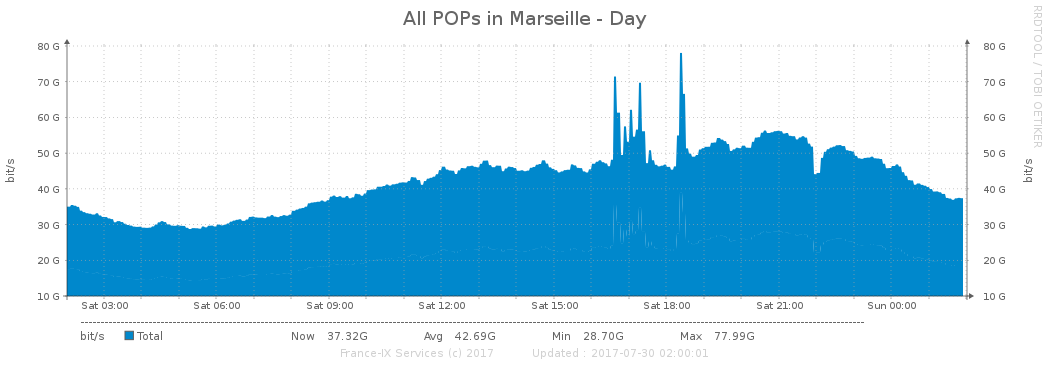 All POPs in Marseille - Day
RRDTOOL / TOBI OETIKER
bit/s
80 G
70 G
60 G
50 G
40 G
30 G
20 G
10 G
80 G
70 G
60 G
50 G
40 G
30 G
20 G
10 G
bit/s
Sat 03:00 Sat 06:00 Sat 09:00 Sat 12:00 Sat 15:00 Sat 18:00 Sat 21:00 Sun 00:00
bit/s Total Now 37.32G Avg 42.69G Min 28.70G Max 77.99G
France-IX Services (c) 2017 Updated : 2017-07-30 02:00:01